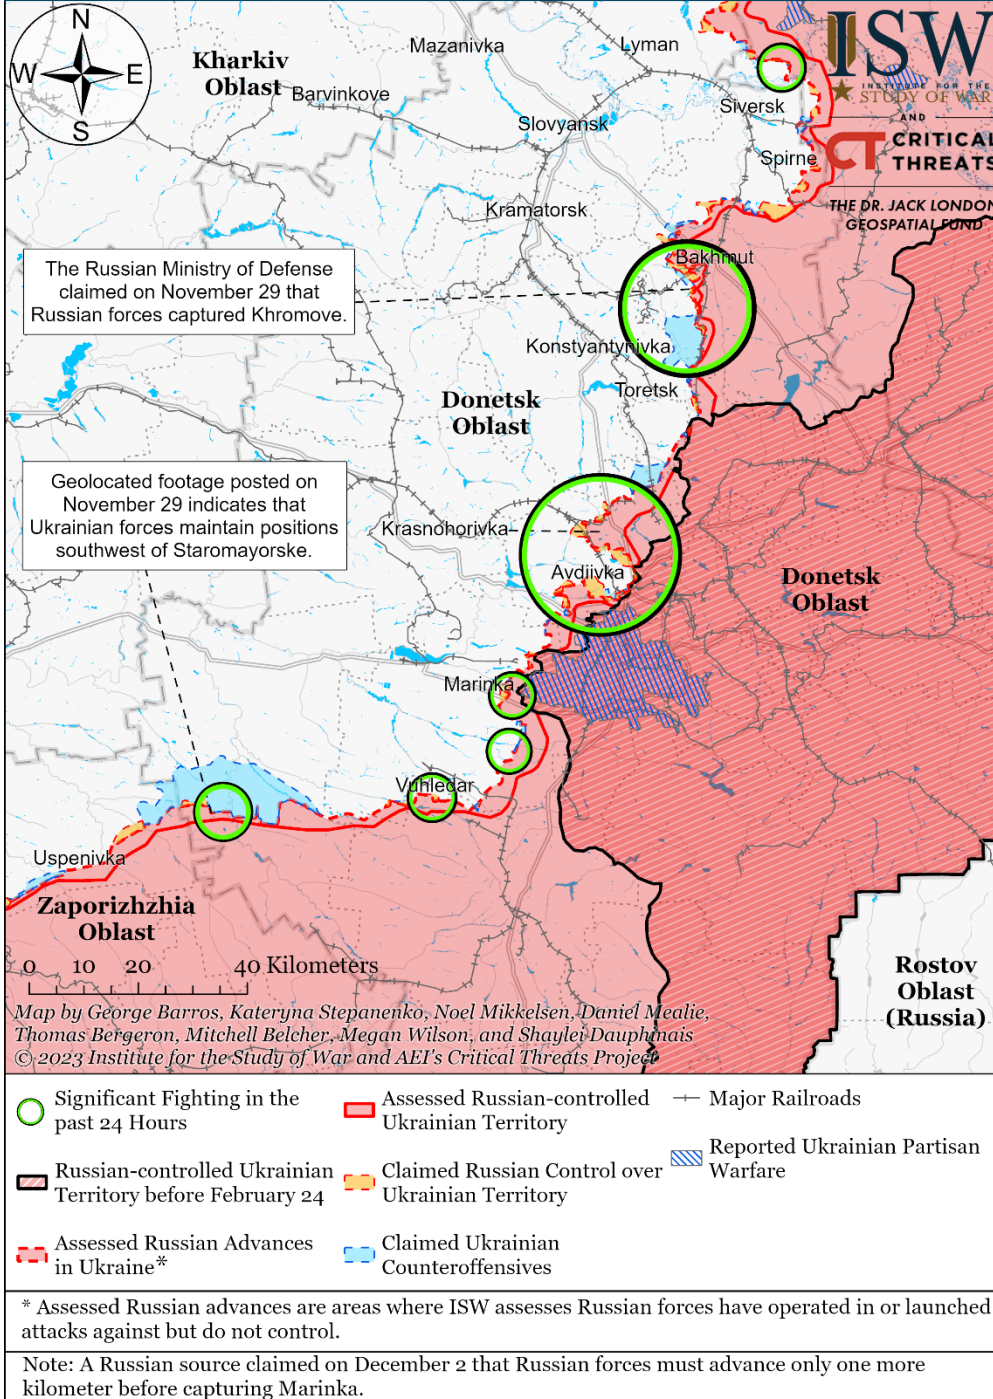 N
W E
S
Kharkiv
Oblast
Mazanivka
Lyman
Barvinkove
Slovyansk
Siversk
Spirne
Kramatorsk
ISW
INSTITUTE FOR THE
STUDY OF WAR
AND
CT CRITICAL
THREATS
THE DR. JACK LONDON
GEOSPATIAL FUND
The Russian Ministry of Defense
claimed on November 29 that
Russian forces captured Khromove.
Bakhmut
Konstyantynivka
Toretsk
Donetsk
Oblast
Geolocated footage posted on
November 29 indicates that
Ukrainian forces maintain positions
southwest of Staromayorske.
Krasnohorivka
Avdiivka
Donetsk
Oblast
Marinka
Vuhledar
Uspenivka
Zaporizhzhia
Oblast
Rostov
Oblast
(Russia)
0 10 20 40 Kilometers
Map by George Barros, Kateryna Stepanenko, Noel Mikkelsen, Daniel Mealie,
Thomas Bergeron, Mitchell Belcher, Megan Wilson, and Shaylei Dauphinais
© 2023 Institute for the Study of War and AEI's Critical Threats Project
Significant Fighting in the
past 24 Hours
Russian-controlled Ukrainian
Territory before February 24
Assessed Russian Advances
in Ukraine*
Assessed Russian-controlled
Ukrainian Territory
Claimed Russian Control over
Ukrainian Territory
Claimed Ukrainian
Counteroffensives
Major Railroads
Reported Ukrainian Partisan
Warfare
* Assessed Russian advances are areas where ISW assesses Russian forces have operated in or launched
attacks against but do not control.
Note: A Russian source claimed on December 2 that Russian forces must advance only one more
kilometer before capturing Marinka.